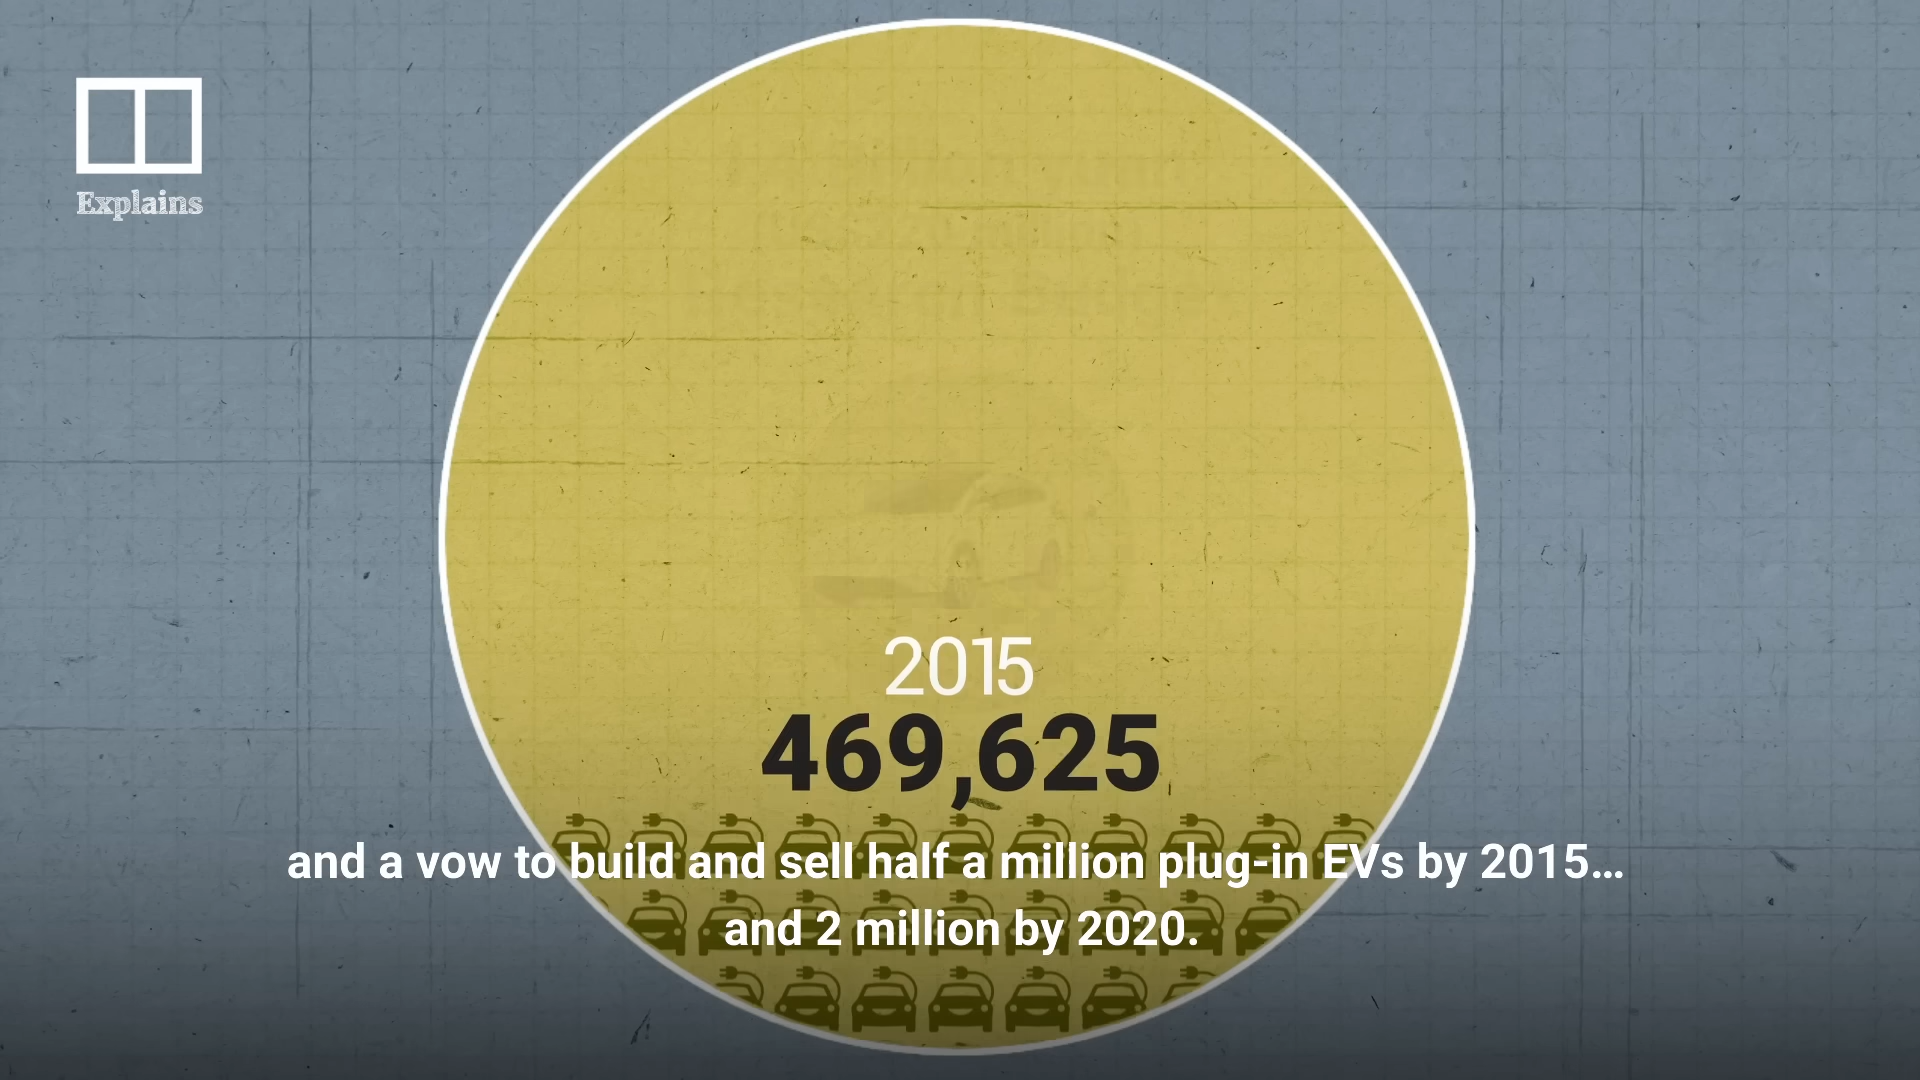 Explains
2015
469,625
and a vow to build and sell half a million plug-in EVs by 2015...
and 2 million by 2020.